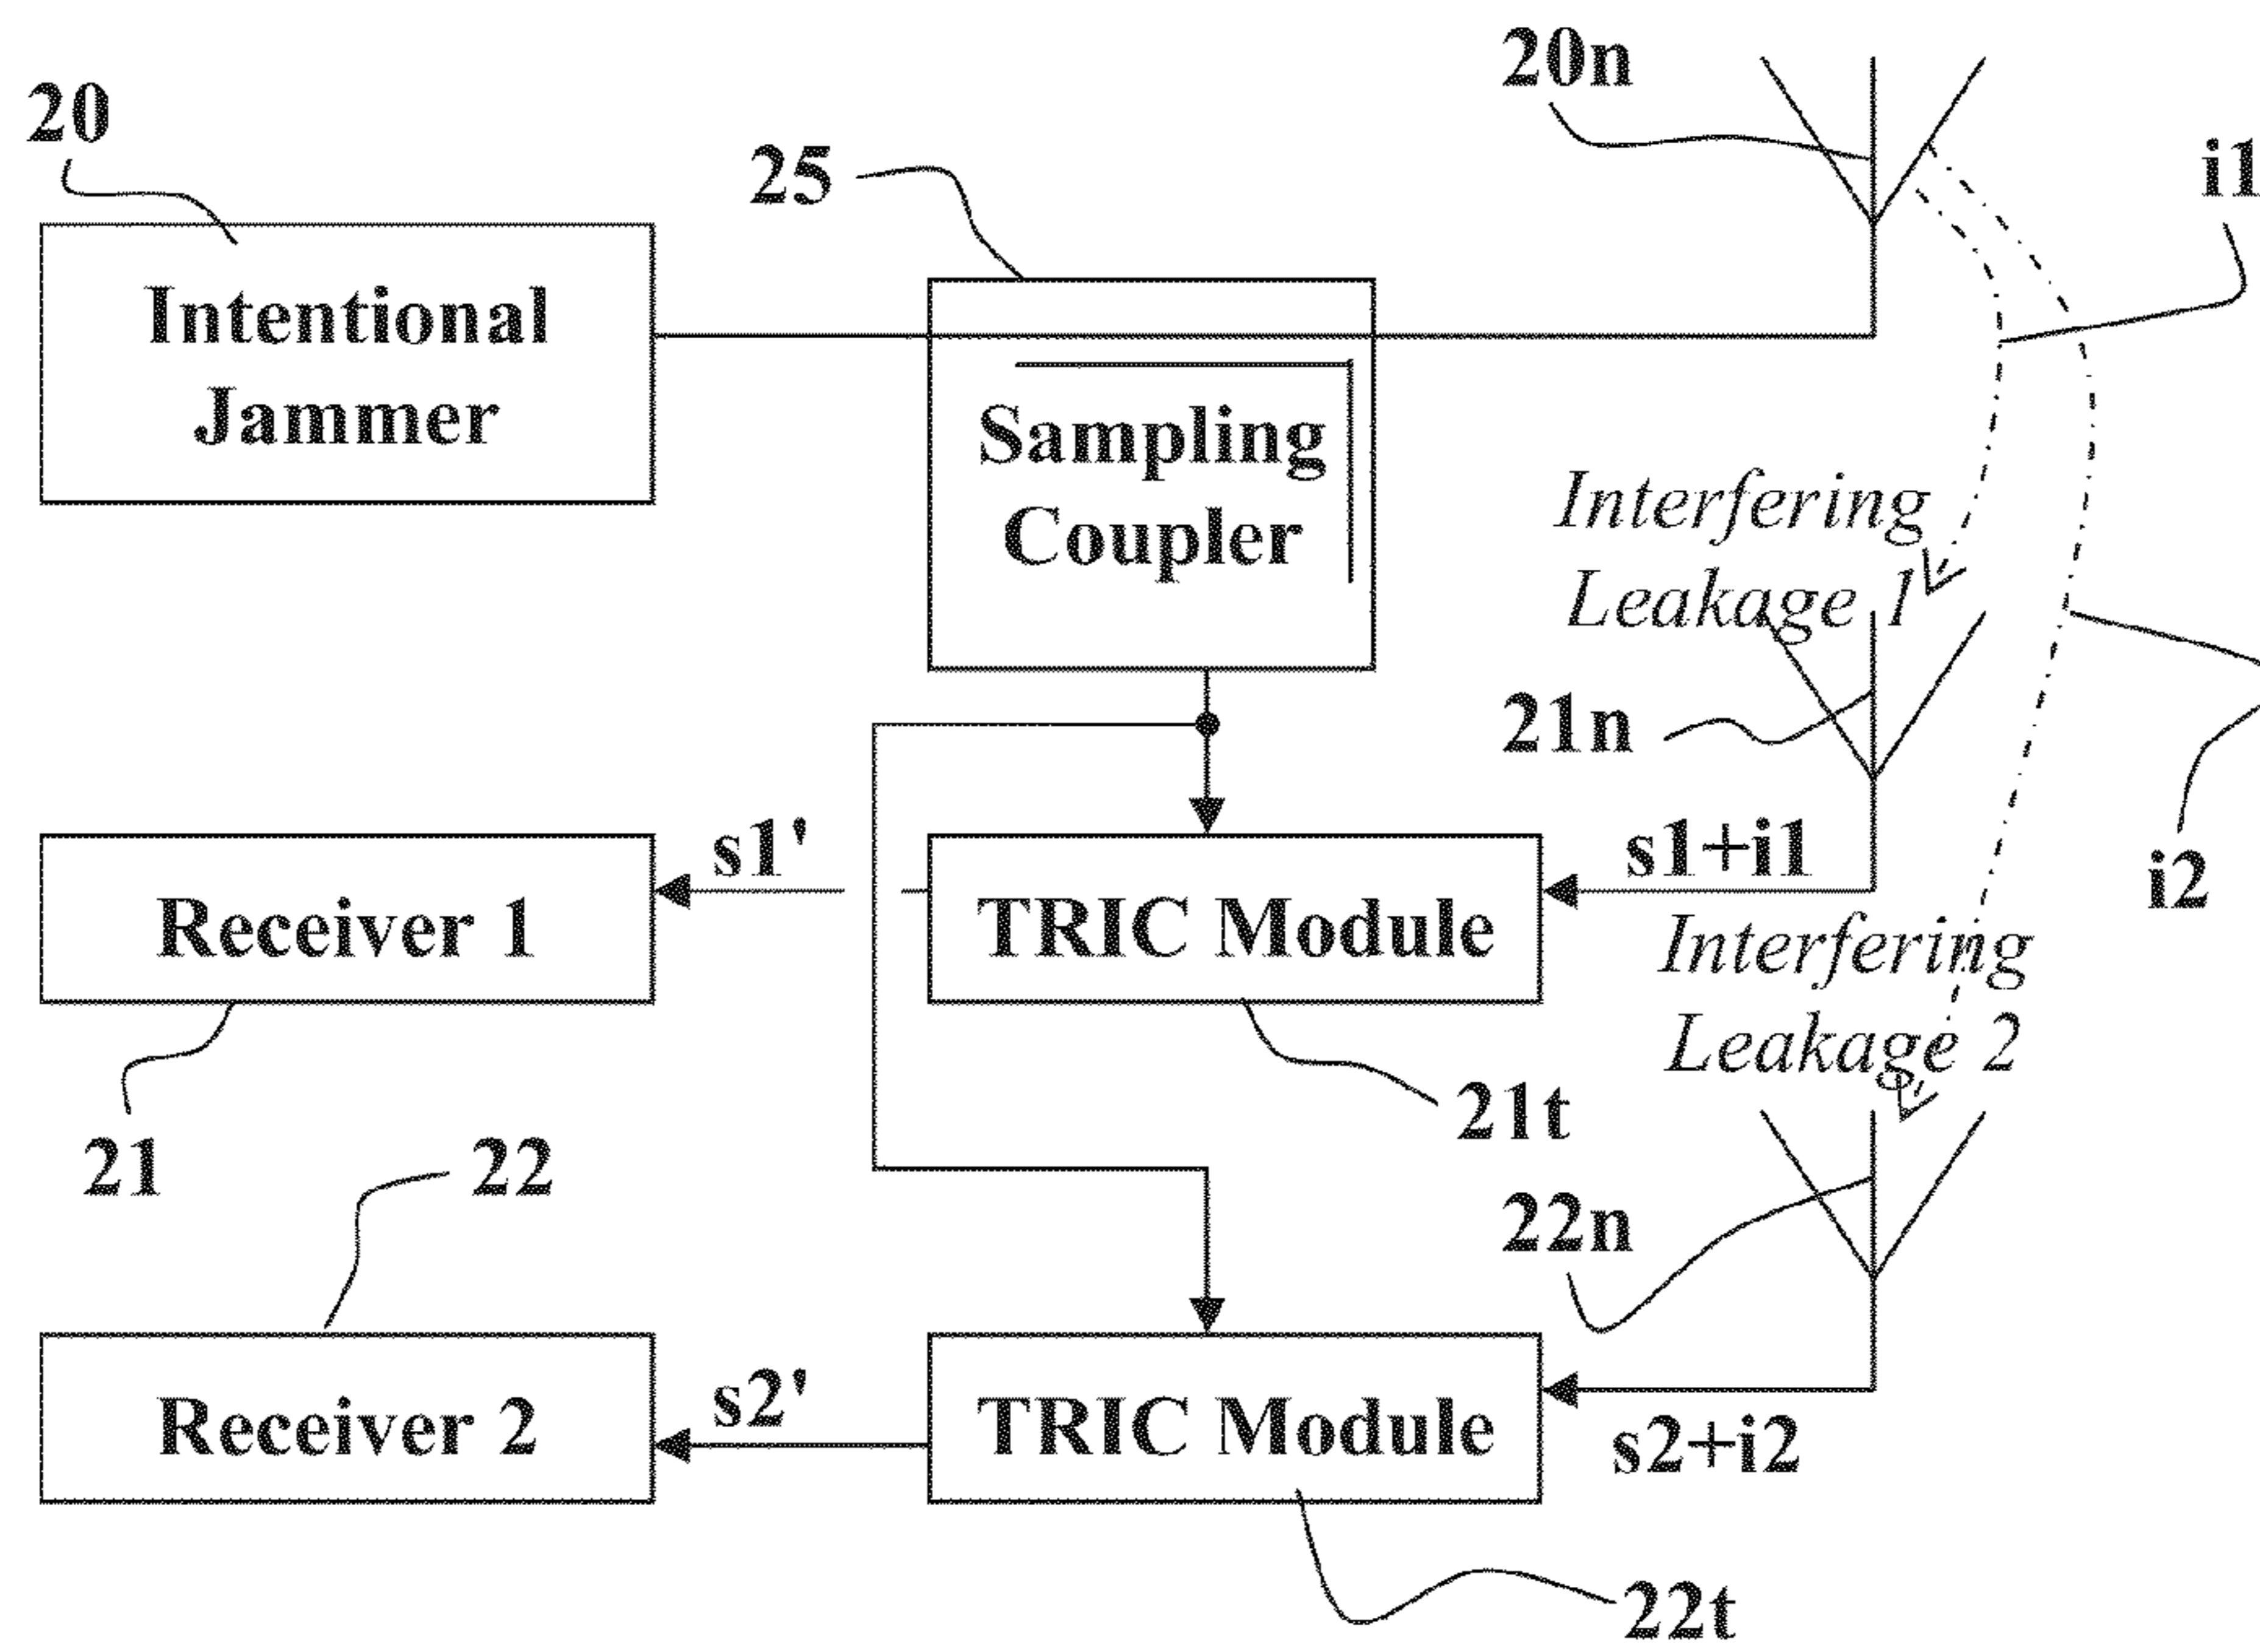 20n
20
i1
25
Intentional
Jammer
Sampling
Coupler
Interfering
Leakage 1
21n
s1'
s1+i1
i2
Receiver 1
TRIC Module
Interfering
Leakage 2
21t
21
22
22n
s2'
Receiver 2
TRIC Module
s2+i2
22t